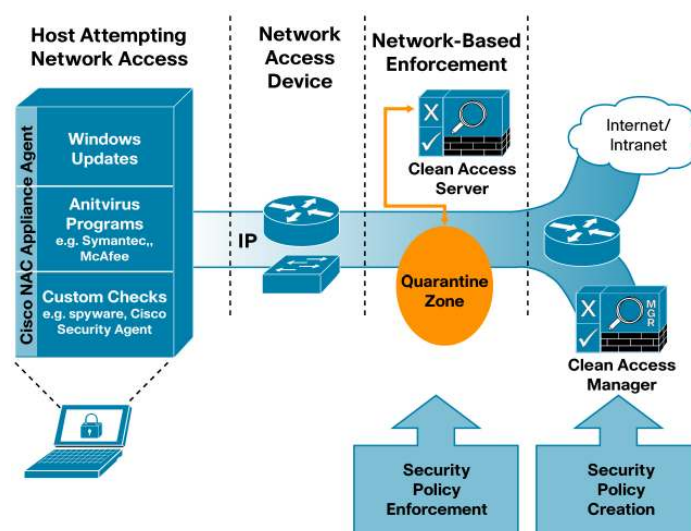 Host Attempting
Network Access
Network
Access
Device
Network-Based
Enforcement
Cisco NAC Appliance Agent
Windows
Updates
Anitvirus
Programs
e.g. Symantec,,
McAfee
Custom Checks
e.g. spyware, Cisco
Security Agent
IP
X
Clean Access
Server
Quarantine
Zone
Internet/
Intranet
X
MGR
Clean Access
Manager
Security
Policy
Enforcement
Security
Policy
Creation